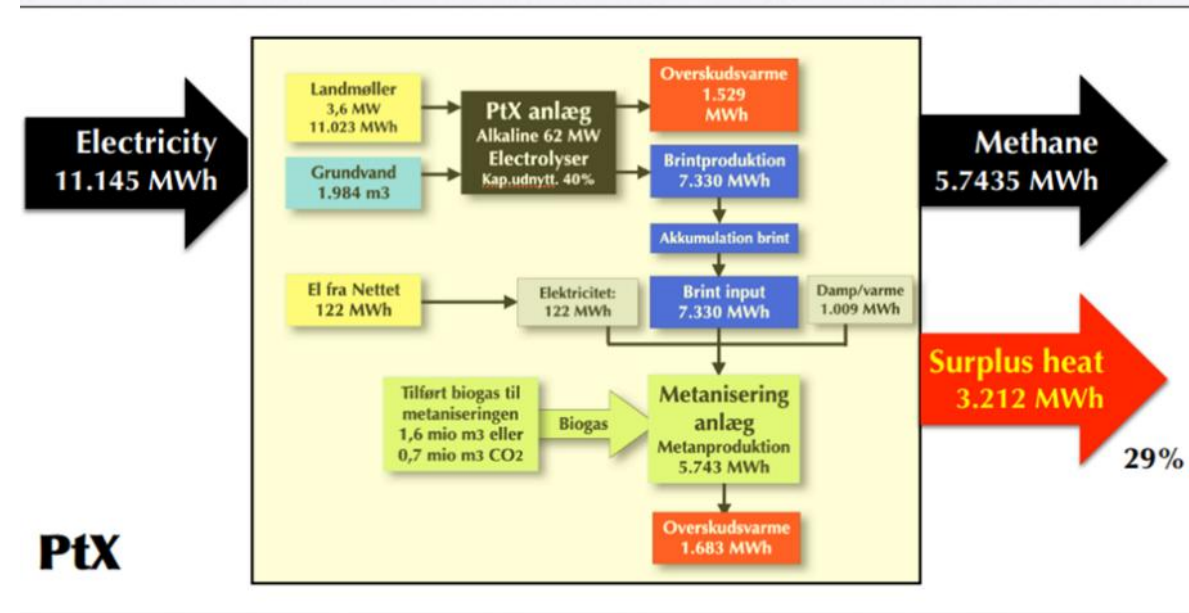 Electricity
11.145 MWh
Landmøller
3,6 MW
11.023 MWh
Grundvand
1.984 m3
PtX anlæg
Alkaline 62 MW
Electrolyser
Kap.udnytt. 40%
Overskudsvarme
1.529
MWh
Brintproduktion
7.330 MWh
Akkumulation brint
El fra Nettet
122 MWh
Elektricitet:
122 MWh
Brint input
7.330 MWh
Damp/varme
1.009 MWh
Tilført biogas til
metaniseringen
1,6 mio m3 eller
0,7 mio m3 CO2
Biogas
Metanisering
anlæg
Metanproduktion
5.743 MWh
Overskudsvarme
1.683 MWh
Methane
5.7435 MWh
Surplus heat
3.212 MWh
29%
PtX